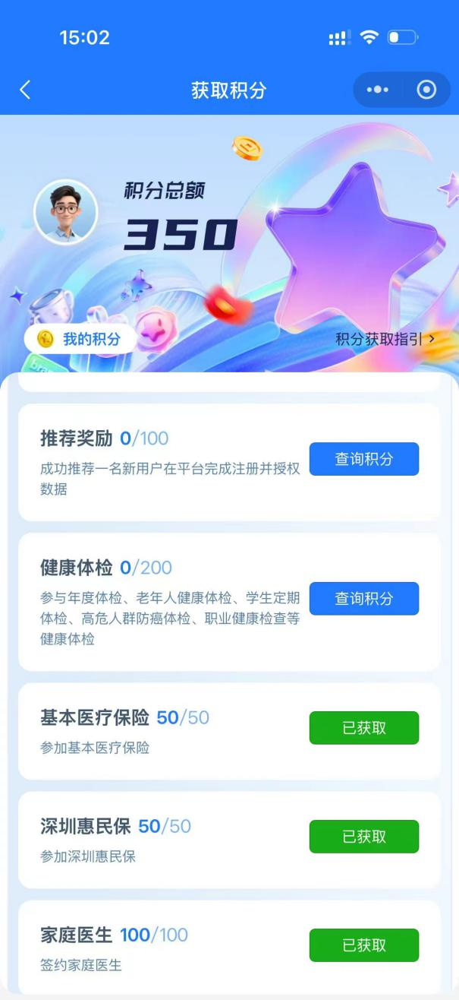 15:02
获取积分
积分总额
350
我的积分
积分获取指引
推荐奖励 0/100
成功推荐一名新用户在平台完成注册并授权
数据
查询积分
健康体检 0/200
参与年度体检、老年人健康体检、学生定期
体检、高危人群防癌体检、职业健康检查等
健康体检
查询积分
基本医疗保险 50/50
参加基本医疗保险
已获取
深圳惠民保 50/50
参加深圳惠民保
已获取
家庭医生 100/100
签约家庭医生
已获取